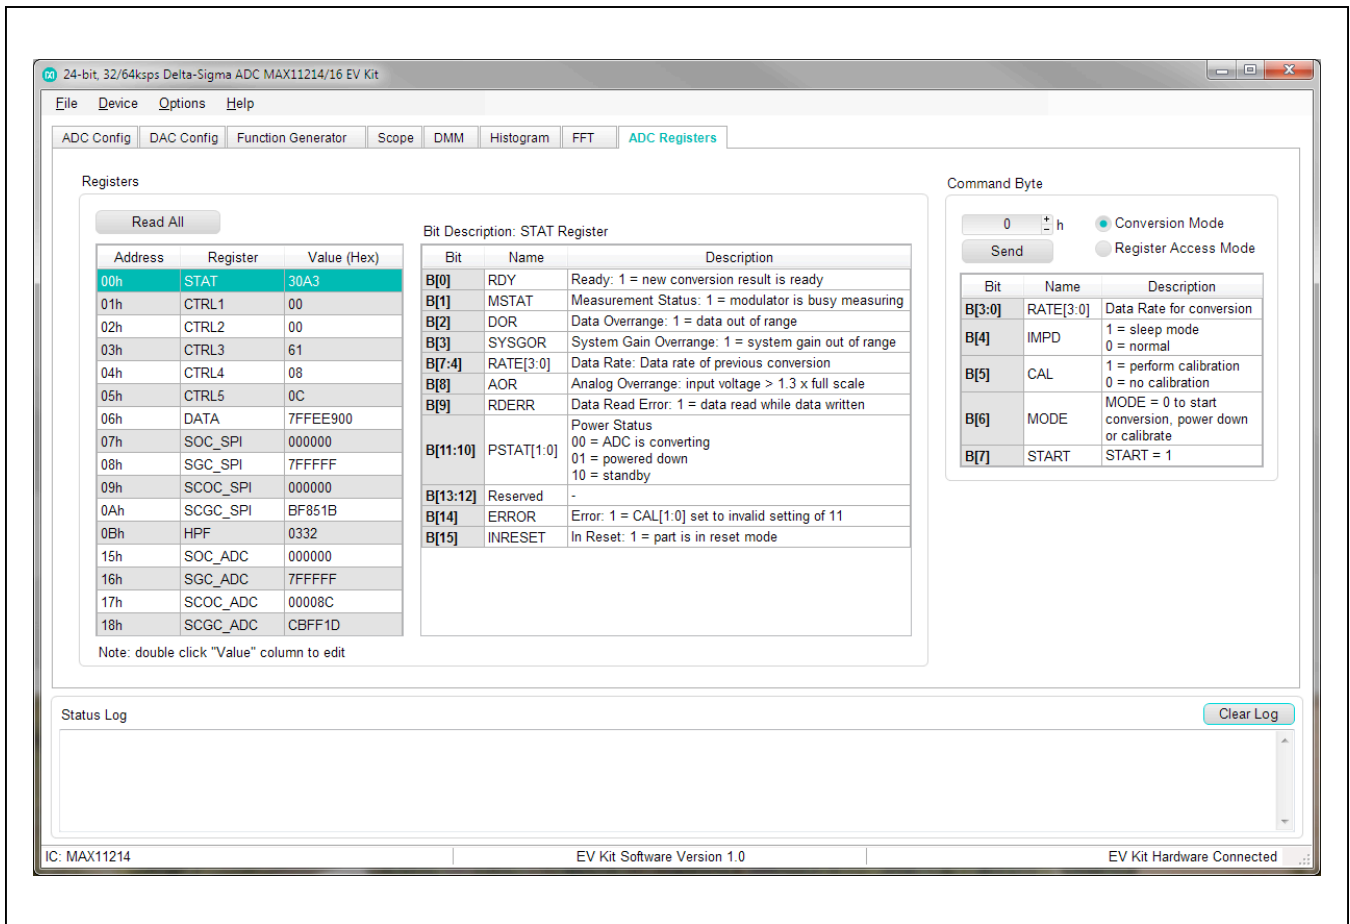 24-bit, 32/64ksps Delta-Sigma ADC MAX11214/16 EV Kit
File Device Options Help
ADC Config DAC Config Function Generator Scope DMM Histogram FFT ADC Registers
Registers
Read All
Address Register Value (Hex)
00h STAT 30A3
01h CTRL1 00
02h CTRL2 00
03h CTRL3 61
04h CTRL4 08
05h CTRL5 0C
06h DATA 7FFEE900
07h SOC_SPI 000000
08h SGC_SPI 7FFFFF
09h SCOC_SPI 000000
0Ah SCGC_SPI BF851B
0Bh HPF 0332
15h SOC_ADC 000000
16h SGC_ADC 7FFFFF
17h SCOC_ADC 00008C
18h SCGC_ADC CBFF1D
Note: double click "Value" column to edit
Bit Description: STAT Register
Bit Name Description
B[0] RDY Ready: 1 = new conversion result is ready
B[1] MSTAT Measurement Status: 1 = modulator is busy measuring
B[2] DOR Data Overrange: 1 = data out of range
B[3] SYSGOR System Gain Overrange: 1 = system gain out of range
B[7:4] RATE[3:0] Data Rate: Data rate of previous conversion
B[8] AOR Analog Overrange: input voltage > 1.3 x full scale
B[9] RDERR Data Read Error: 1 = data read while data written
B[11:10] PSTAT[1:0] Power Status
00 = ADC is converting
01 = powered down
10 = standby
B[13:12] Reserved -
B[14] ERROR Error: 1 = CAL[1:0] set to invalid setting of 11
B[15] INRESET In Reset: 1 = part is in reset mode
Command Byte
0 + - h Conversion Mode
Send Register Access Mode
Bit Name Description
B[3:0] RATE[3:0] Data Rate for conversion
B[4] IMPD 1 = sleep mode
0 = normal
B[5] CAL 1 = perform calibration
0 = no calibration
B[6] MODE MODE = 0 to start
conversion, power down
or calibrate
B[7] START START = 1
Status Log
Clear Log
IC: MAX11214 EV Kit Software Version 1.0 EV Kit Hardware Connected